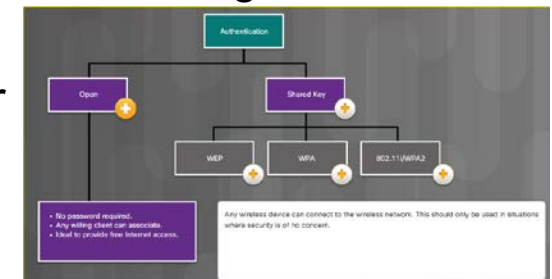 Authentication
Open
Shared Key
WEP
WPA
802.11i/WPA2
• No password required.
• Any willing client can associate.
• Ideal to provide free Internet access.
Any wireless device can connect to the wireless network. This should only be used in situations
where security is of no concern.